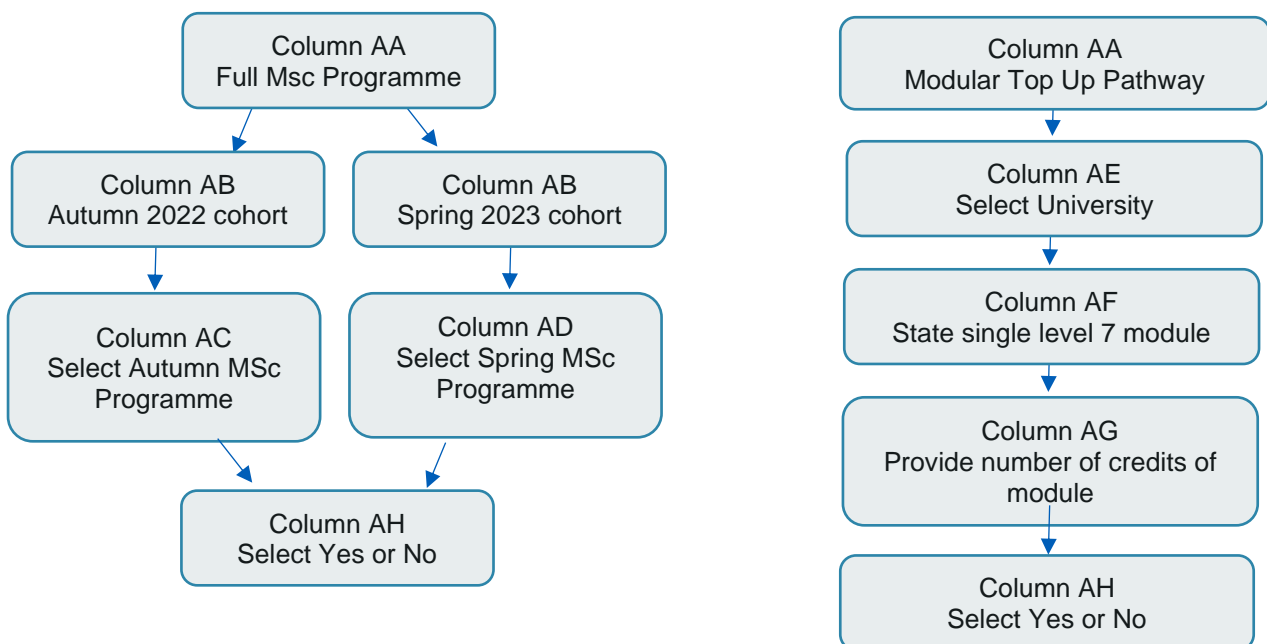 Column AA
Full Msc Programme
Column AB
Autumn 2022 cohort
Column AB
Spring 2023 cohort
Column AC
Select Autumn MSc
Programme
Column AD
Select Spring MSc
Programme
Column AH
Select Yes or No
Column AA
Modular Top Up Pathway
Column AE
Select University
Column AF
State single level 7 module
Column AG
Provide number of credits of
module
Column AH
Select Yes or No